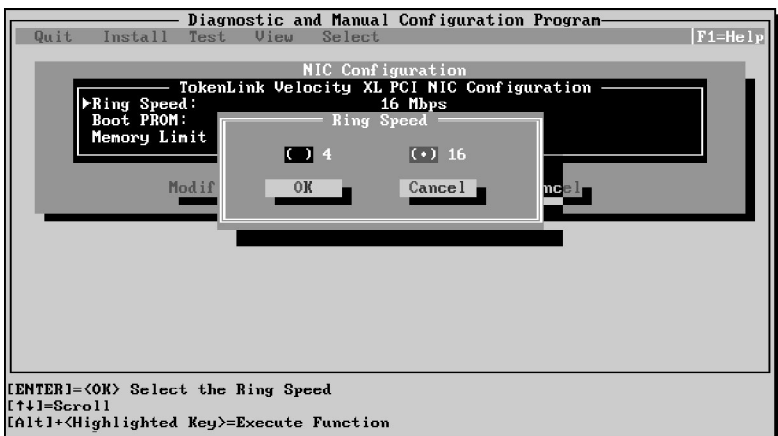 Diagnostic and Manual Configuration Program
Quit Install Test View Select F1=Help
NIC Configuration
TokenLink Velocity XL PCI NIC Configuration
Ring Speed: 16 Mbps
Boot PROM:
Memory Limit
Ring Speed
( ) 4 (•) 16
Modif OK Cancel ncel
[ENTER]=<OK> Select the Ring Speed
[↑↓]=Scroll
[Alt]+<Highlighted Key>=Execute Function